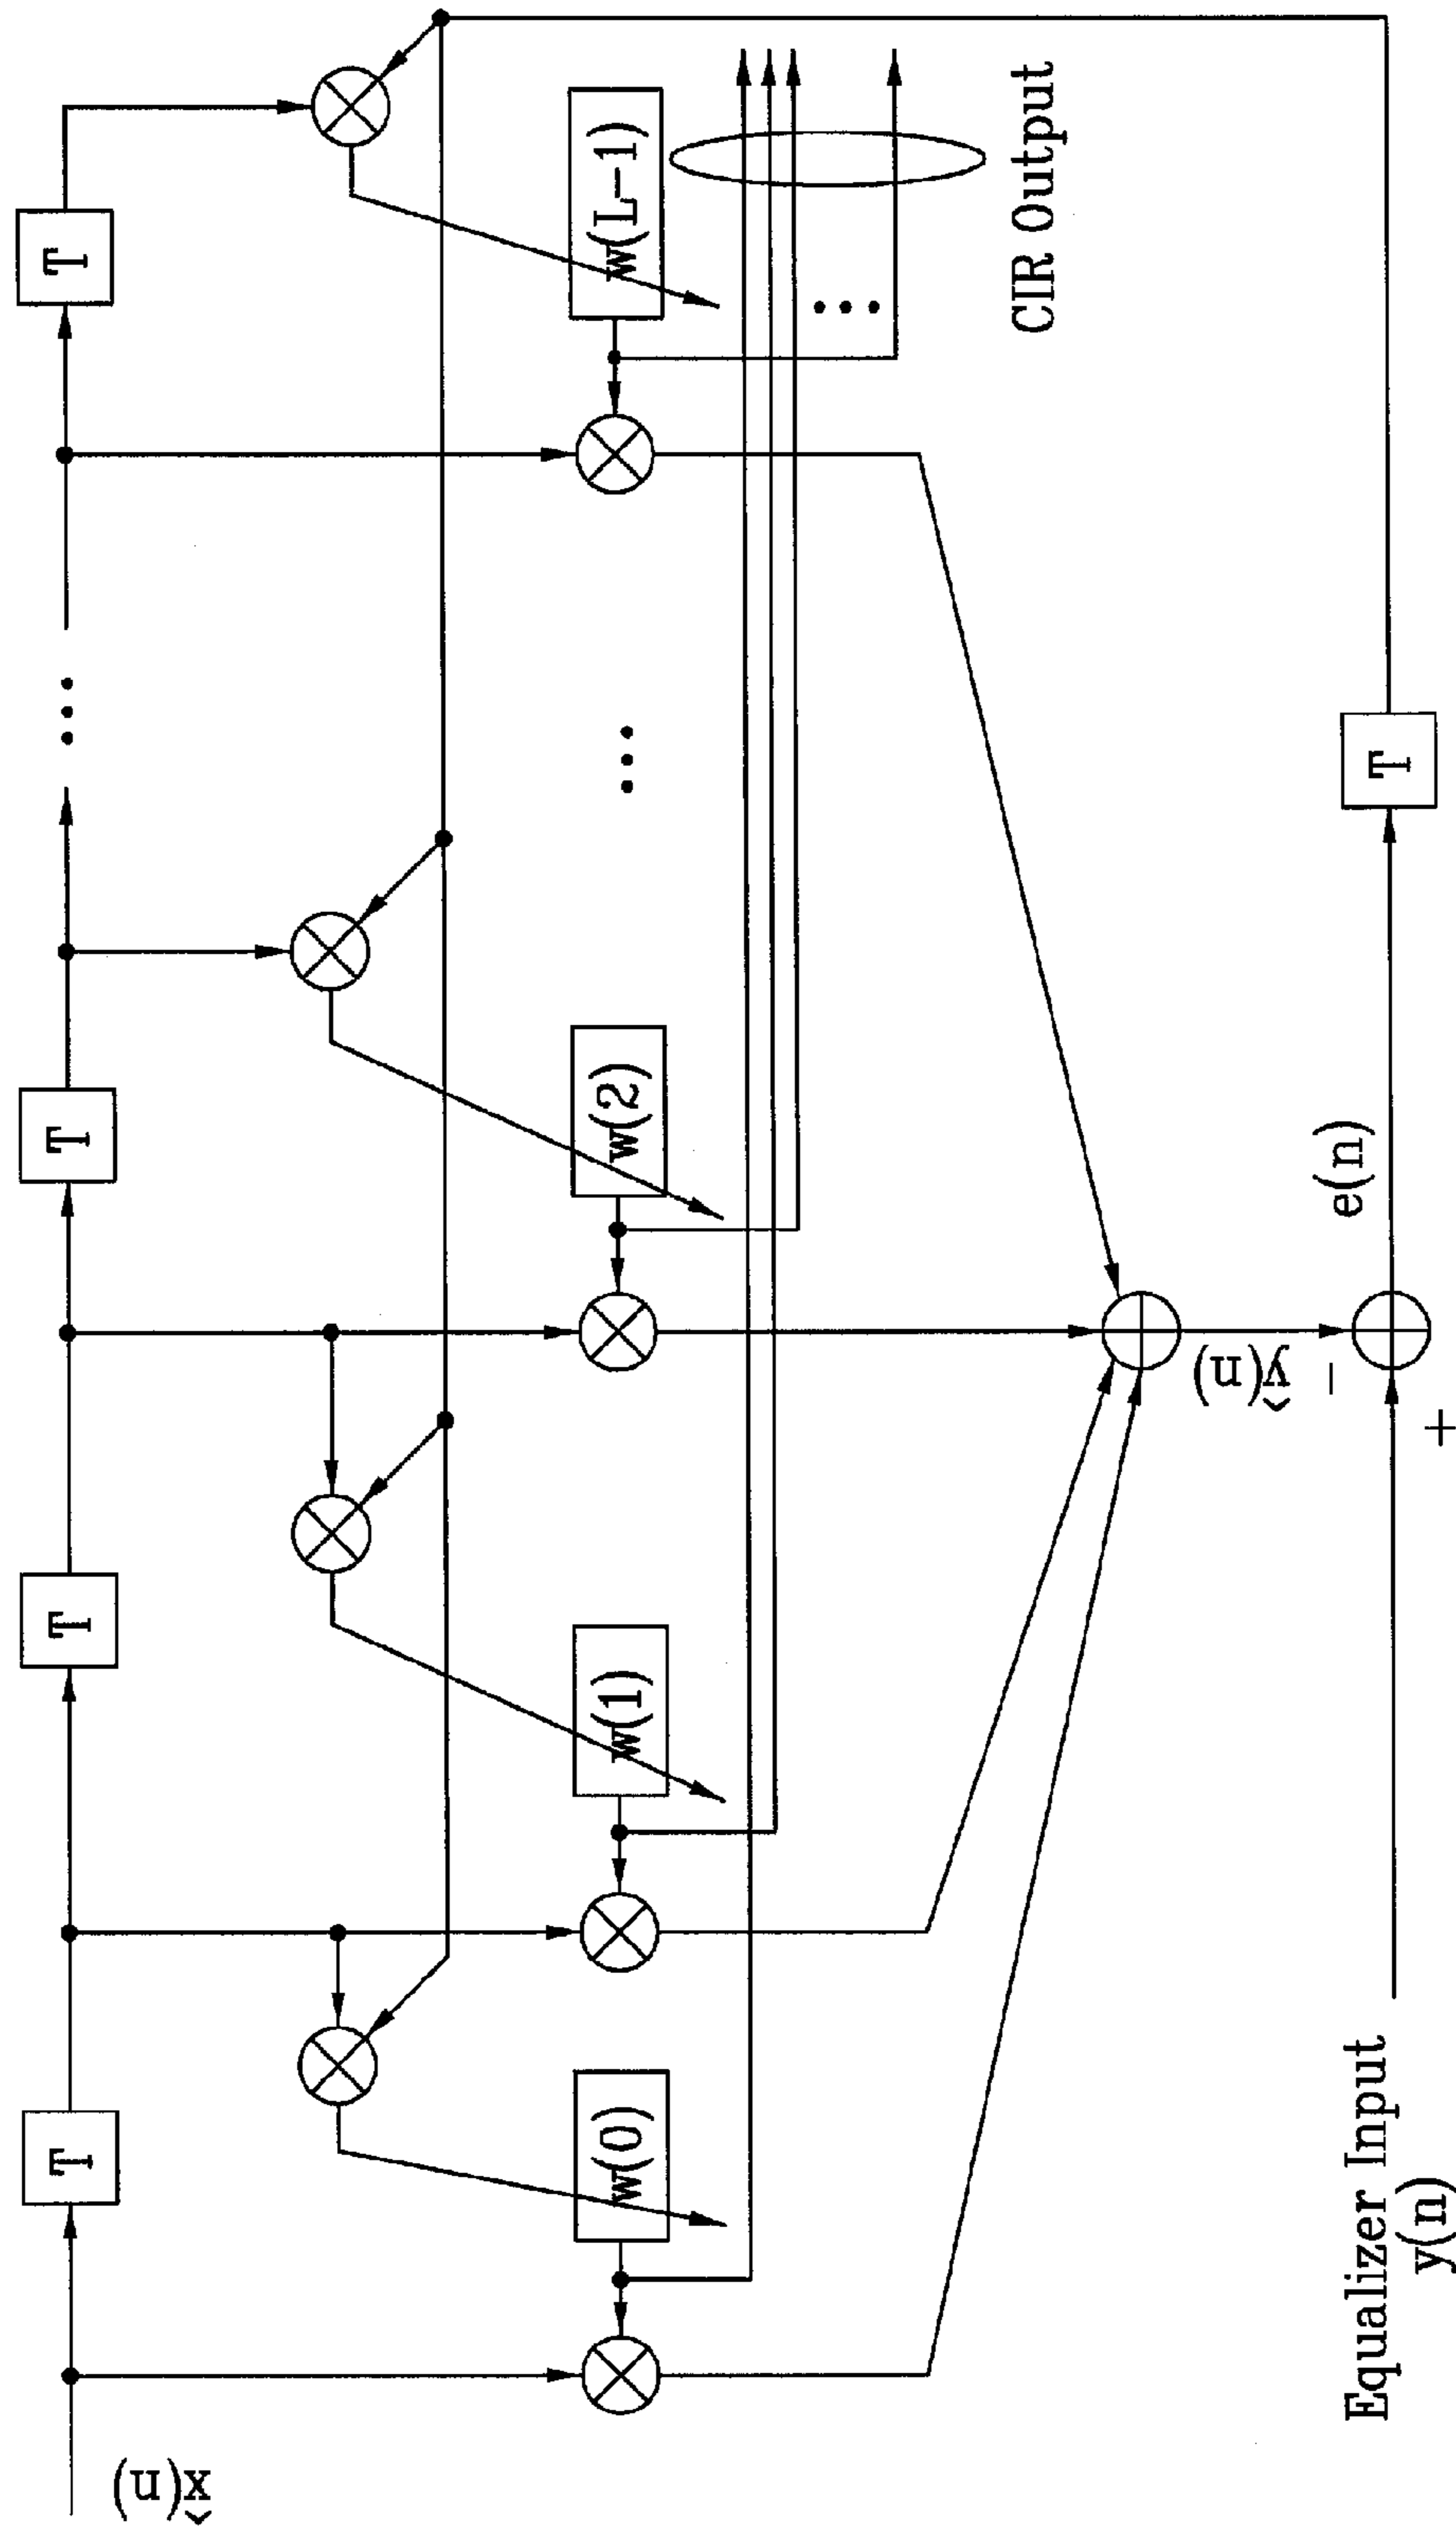 x̂(n)
T
T
T
T
T
w(0)
w(1)
w(2)
...
w(L-1)
...
...
CIR Output
ŷ(n)
-
+
e(n)
T
Equalizer Input
y(n)